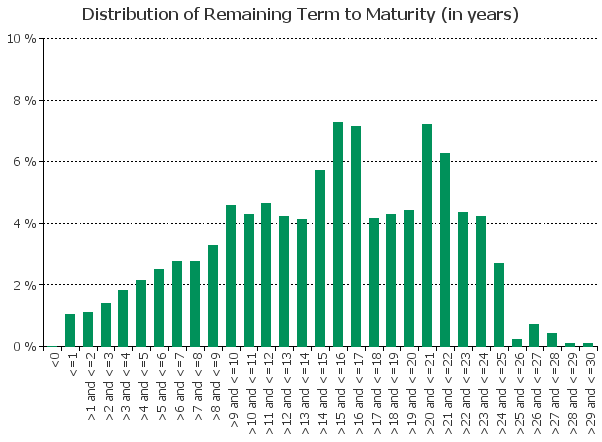 Distribution of Remaining Term to Maturity (in years)
10 %
8 %
6 %
4 %
2 %
0 %
<0
<=1
>1 and <=2
>2 and <=3
>3 and <=4
>4 and <=5
>5 and <=6
>6 and <=7
>7 and <=8
>8 and <=9
>9 and <=10
>10 and <=11
>11 and <=12
>12 and <=13
>13 and <=14
>14 and <=15
>15 and <=16
>16 and <=17
>17 and <=18
>18 and <=19
>19 and <=20
>20 and <=21
>21 and <=22
>22 and <=23
>23 and <=24
>24 and <=25
>25 and <=26
>26 and <=27
>27 and <=28
>28 and <=29
>29 and <=30